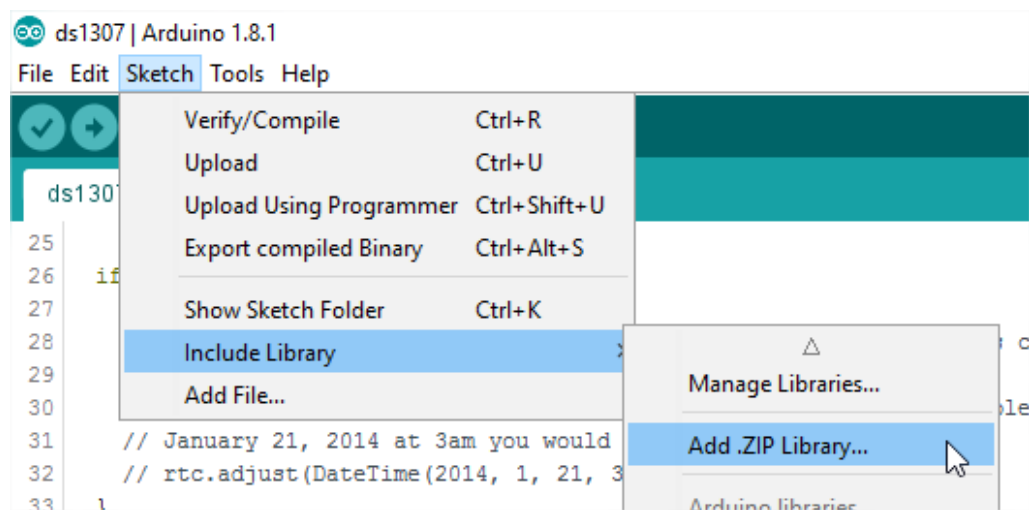 ds1307 | Arduino 1.8.1
File Edit Sketch Tools Help
Verify/Compile Ctrl+R
Upload Ctrl+U
ds130
Upload Using Programmer Ctrl+Shift+U
25
Export compiled Binary Ctrl+Alt+S
26 if
27 Show Sketch Folder Ctrl+K
28 Include Library
c
29
Manage Libraries...
30 Add File...
31 // January 21, 2014 at 3am you would
Add .ZIP Library...
32 // rtc.adjust(DateTime(2014, 1, 21, 3
33 }
Arduino libraries